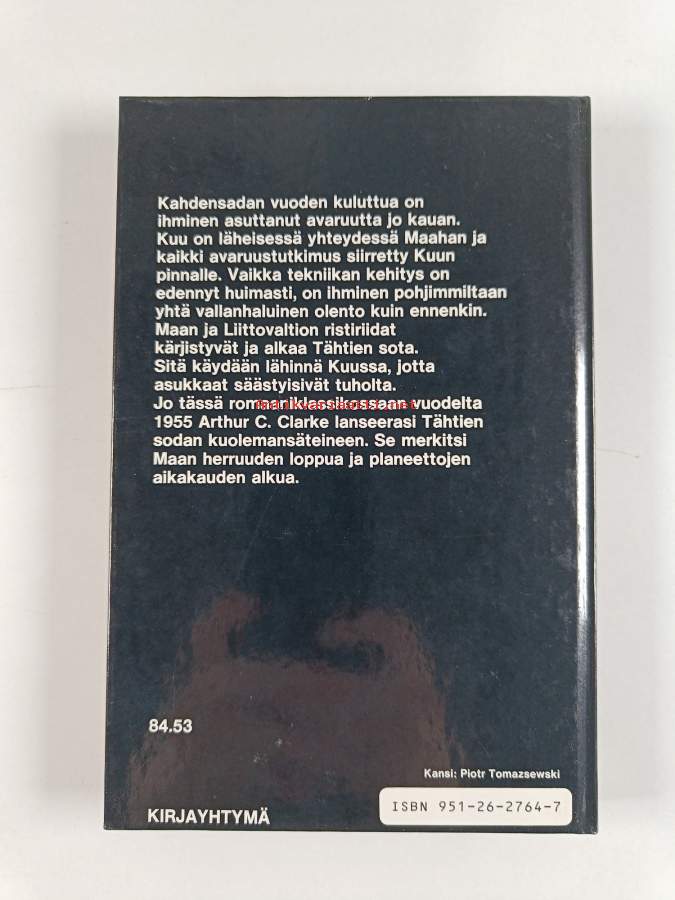 Kahdensadan vuoden kuluttua on
ihminen asuttanut avaruutta jo kauan.
Kuu on läheisessä yhteydessä Maahan ja
kaikki avaruustutkimus siirretty Kuun
pinnalle. Vaikka tekniikan kehitys on
edennyt huimasti, on ihminen pohjimmiltaan
yhtä vallanhaluinen olento kuin ennenkin.
Maan ja Liittovaltion ristiriidat
kärjistyvät ja alkaa Tähtien sota.
Sitä käydään lähinnä Kuussa, jotta
asukkaat säästyisivät tuholta.
Jo tässä romaaniklassikossaan vuodelta
antikvariaatti.net
1955 Arthur C. Clarke lanseerasi Tähtien
sodan kuolemansäteineen. Se merkitsi
Maan herruuden loppua ja planeettojen
aikakauden alkua.
84.53
Kansi: Piotr Tomazsewski
ISBN 951-26-2764-7
KIRJAYHTYMÄ